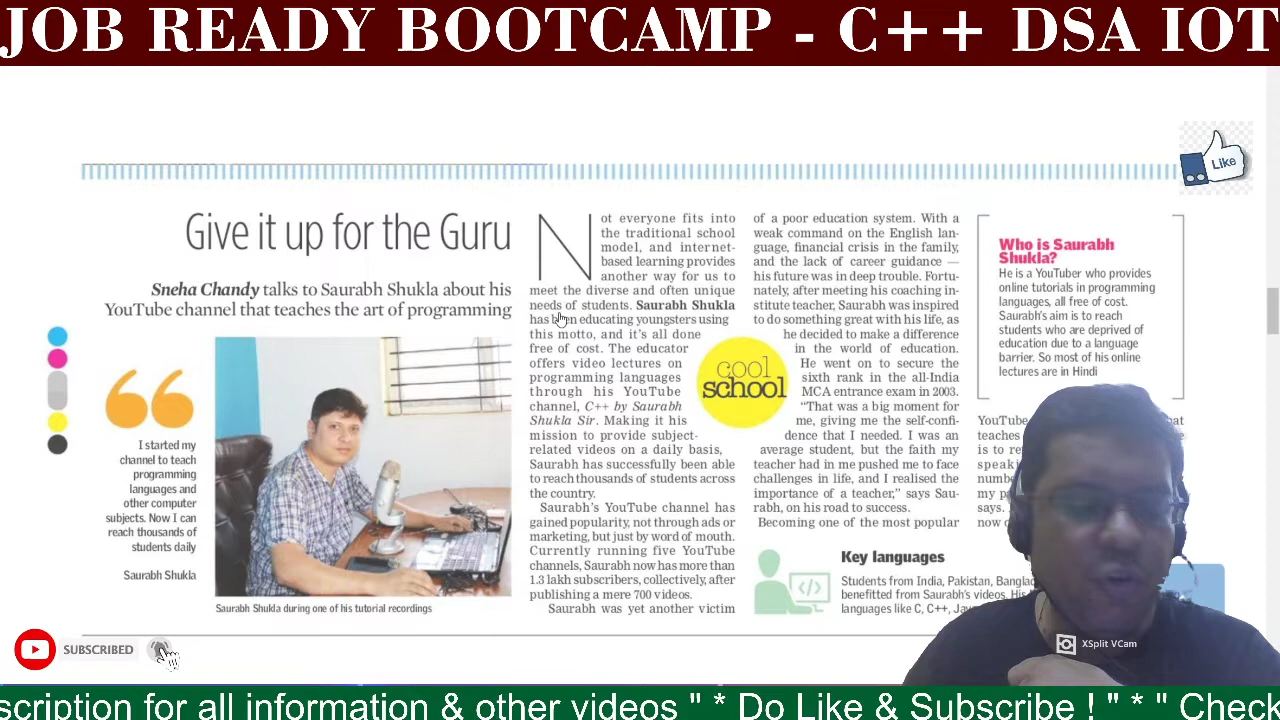 JOB READY BOOTCAMP - C++ DSA IOT
Like
Give it up for the Guru
Sneha Chandy talks to Saurabh Shukla about his
YouTube channel that teaches the art of programming
I started my
channel to teach
programming
languages and
other computer
subjects. Now I can
reach thousands of
students daily
Saurabh Shukla
Saurabh Shukla during one of his tutorial recordings
Not everyone fits into
the traditional school
model, and internet-
based learning provides
another way for us to
meet the diverse and often unique
needs of students. Saurabh Shukla
has been educating youngsters using
this motto, and it's all done
free of cost. The educator
offers video lectures on
programming languages
through his YouTube
channel, C++ by Saurabh
Shukla Sir. Making it his
mission to provide subject-
related videos on a daily basis,
Saurabh has successfully been able
to reach thousands of students across
the country.
Saurabh's YouTube channel has
gained popularity, not through ads or
marketing, but just by word of mouth.
Currently running five YouTube
channels, Saurabh now has more than
1.3 lakh subscribers, collectively, after
publishing a mere 700 videos.
Saurabh was yet another victim
cool
school
of a poor education system. With a
weak command on the English lan-
guage, financial crisis in the family,
and the lack of career guidance —
his future was in deep trouble. Fortu-
nately, after meeting his coaching in-
stitute teacher, Saurabh was inspired
to do something great with his life, as
he decided to make a difference
in the world of education.
He went on to secure the
sixth rank in the all-India
MCA entrance exam in 2003.
"That was a big moment for
me, giving me the self-confi-
dence that I needed. I was an
average student, but the faith my
teacher had in me pushed me to face
challenges in life, and I realised the
importance of a teacher," says Sau-
rabh, on his road to success.
Becoming one of the most popular
Who is Saurabh
Shukla?
He is a YouTuber who provides
online tutorials in programming
languages, all free of cost.
Saurabh's aim is to reach
students who are deprived of
education due to a language
barrier. So most of his online
lectures are in Hindi
YouTube
teaches
is to
my
says.
now
Key languages
Students from India, Pakistan,
benefitted from Saurabh's videos.
languages like C, C++,
XSplit VCam
SUBSCRIBED
scription for all information & other videos " * Do Like & Subscribe ! " * " Check